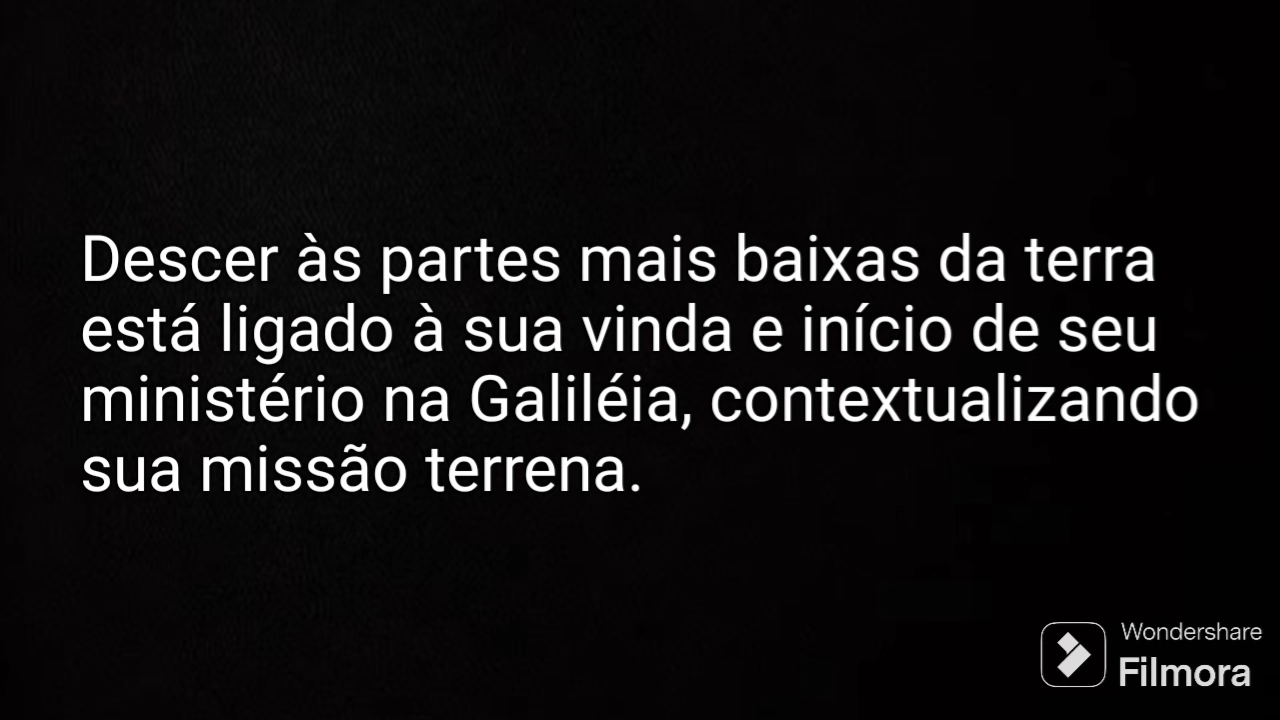 Descer às partes mais baixas da terra
está ligado à sua vinda e início de seu
ministério na Galiléia, contextualizando
sua missão terrena.
Wondershare
Filmora